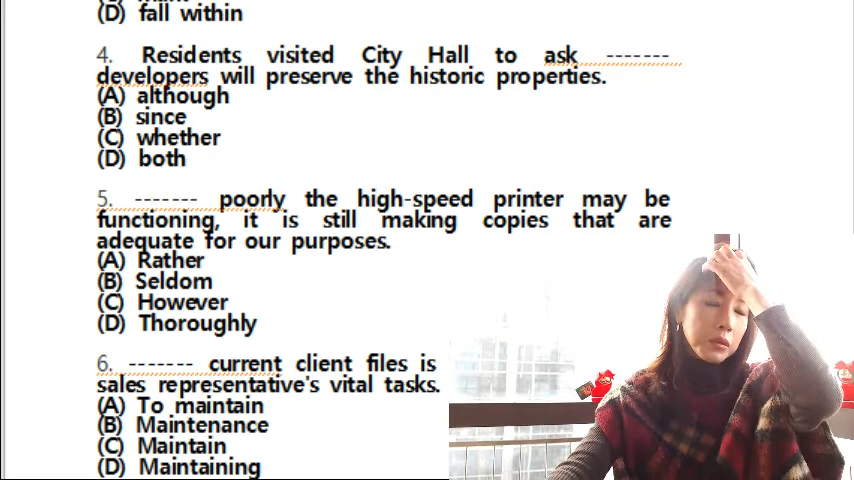 (D) fall within
4. Residents visited City Hall to ask -------
developers will preserve the historic properties.
(A) although
(B) since
(C) whether
(D) both
5. ------- poorly the high-speed printer may be
functioning, it is still making copies that are
adequate for our purposes.
(A) Rather
(B) Seldom
(C) However
(D) Thoroughly
6. ------- current client files is
sales representative's vital tasks.
(A) To maintain
(B) Maintenance
(C) Maintain
(D) Maintaining